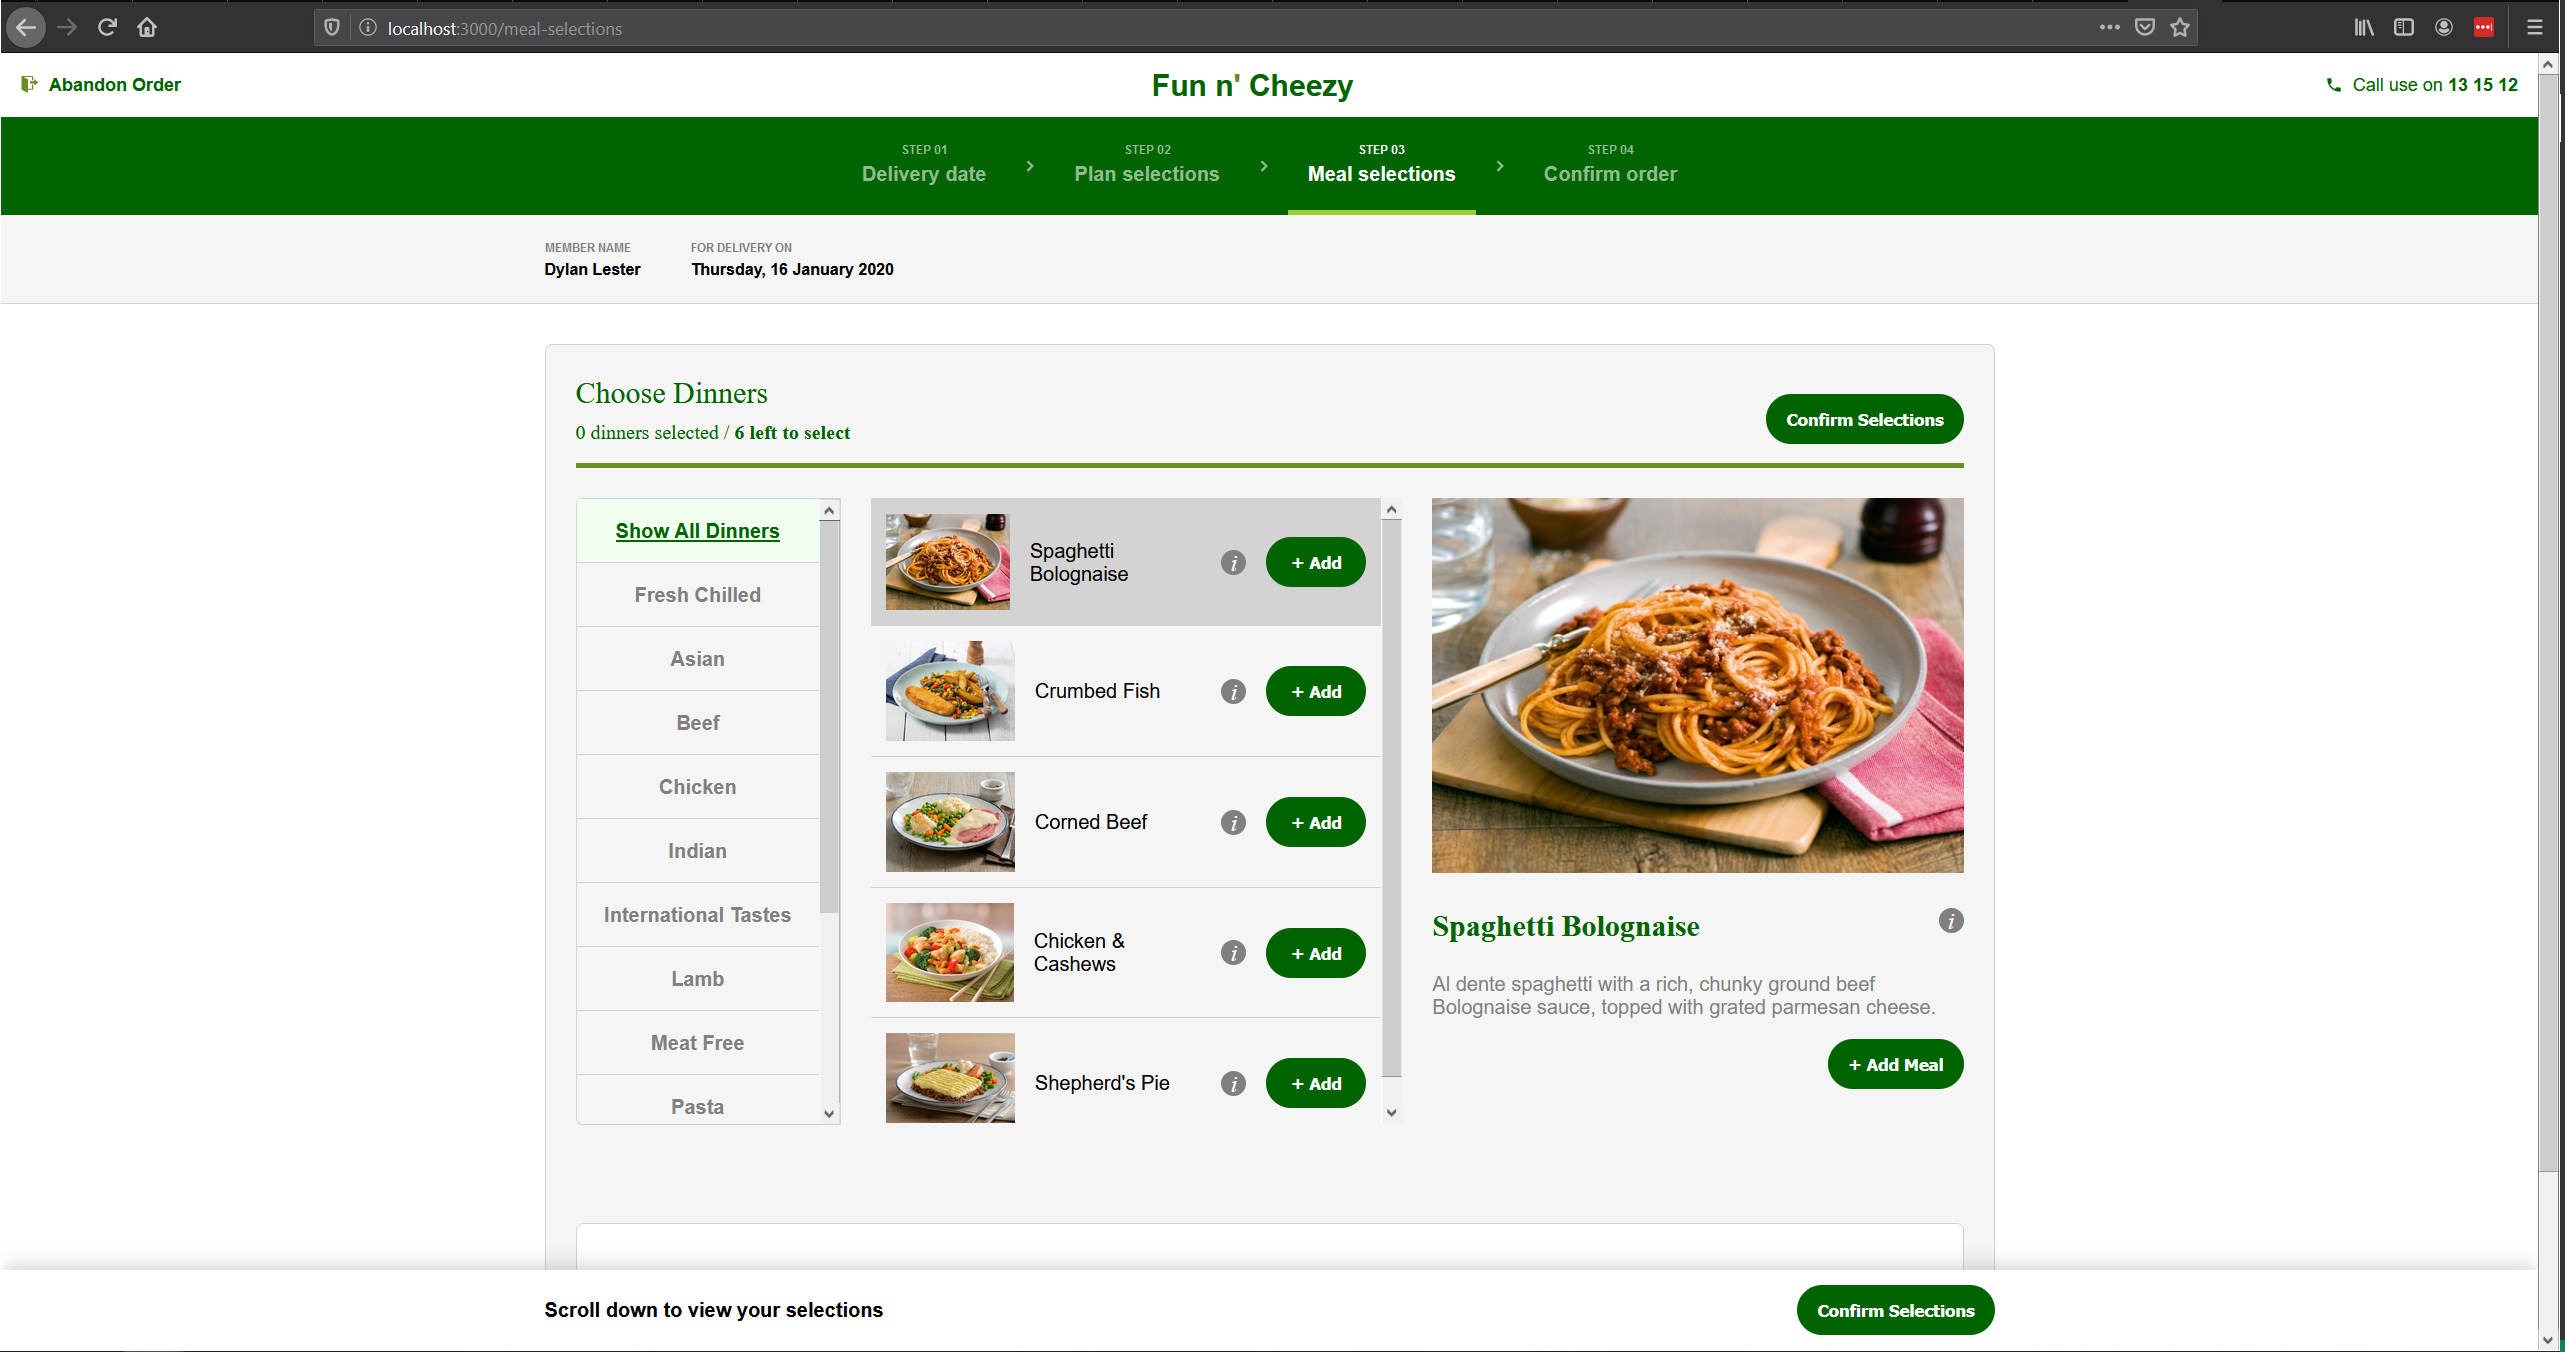 localhost:3000/meal-selections
Abandon Order
Fun n' Cheezy
Call use on 13 15 12
STEP 01
Delivery date
STEP 02
Plan selections
STEP 03
Meal selections
STEP 04
Confirm order
MEMBER NAME
Dylan Lester
FOR DELIVERY ON
Thursday, 16 January 2020
Choose Dinners
0 dinners selected / 6 left to select
Confirm Selections
Show All Dinners
Fresh Chilled
Asian
Beef
Chicken
Indian
International Tastes
Lamb
Meat Free
Pasta
Spaghetti
Bolognaise
i
+ Add
Crumbed Fish
i
+ Add
Corned Beef
i
+ Add
Chicken &
Cashews
i
+ Add
Shepherd's Pie
i
+ Add
Spaghetti Bolognaise
i
Al dente spaghetti with a rich, chunky ground beef
Bolognaise sauce, topped with grated parmesan cheese.
+ Add Meal
Scroll down to view your selections
Confirm Selections